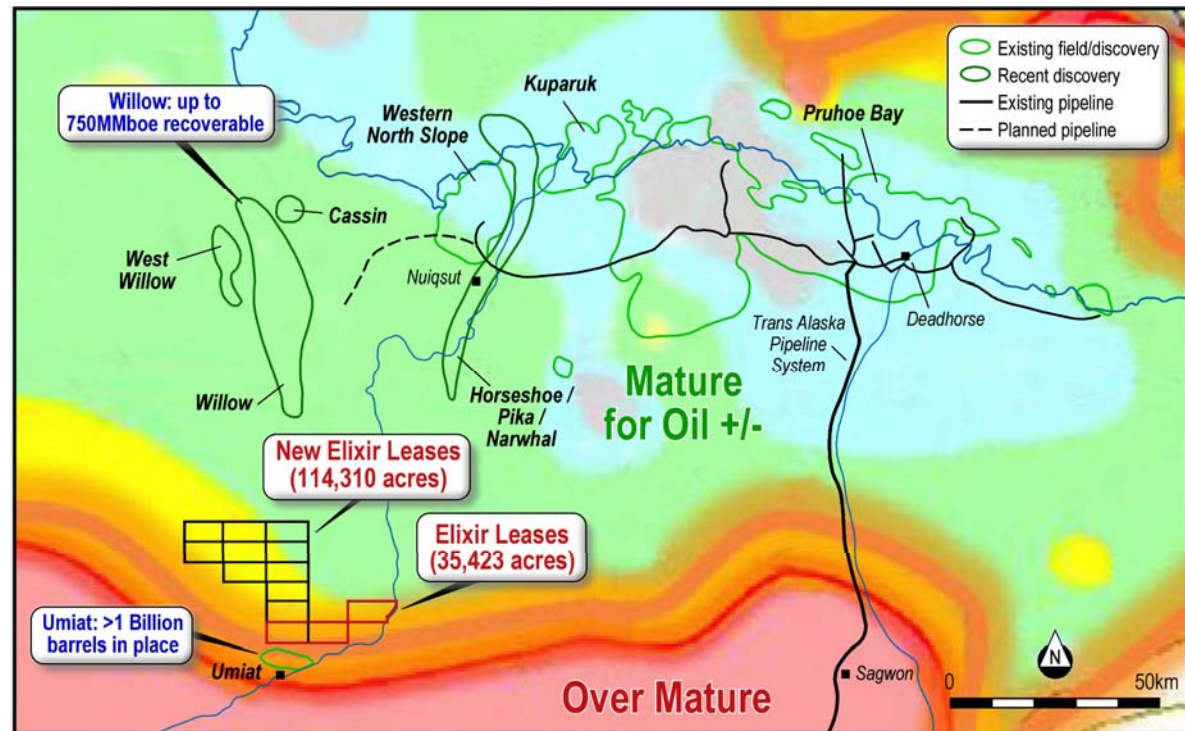 Existing field/discovery
Recent discovery
Existing pipeline
Planned pipeline
Willow: up to
750MMboe recoverable
Western
North Slope
Kuparuk
Pruhoe Bay
Cassin
West
Willow
Nuiqsut
Deadhorse
Trans Alaska
Pipeline
System
Willow
Horseshoe /
Pika /
Narwhal
Mature
for Oil +/-
New Elixir Leases
(114,310 acres)
Elixir Leases
(35,423 acres)
Umiat: >1 Billion
barrels in place
Umiat
Over Mature
Sagwon
N
0
50km